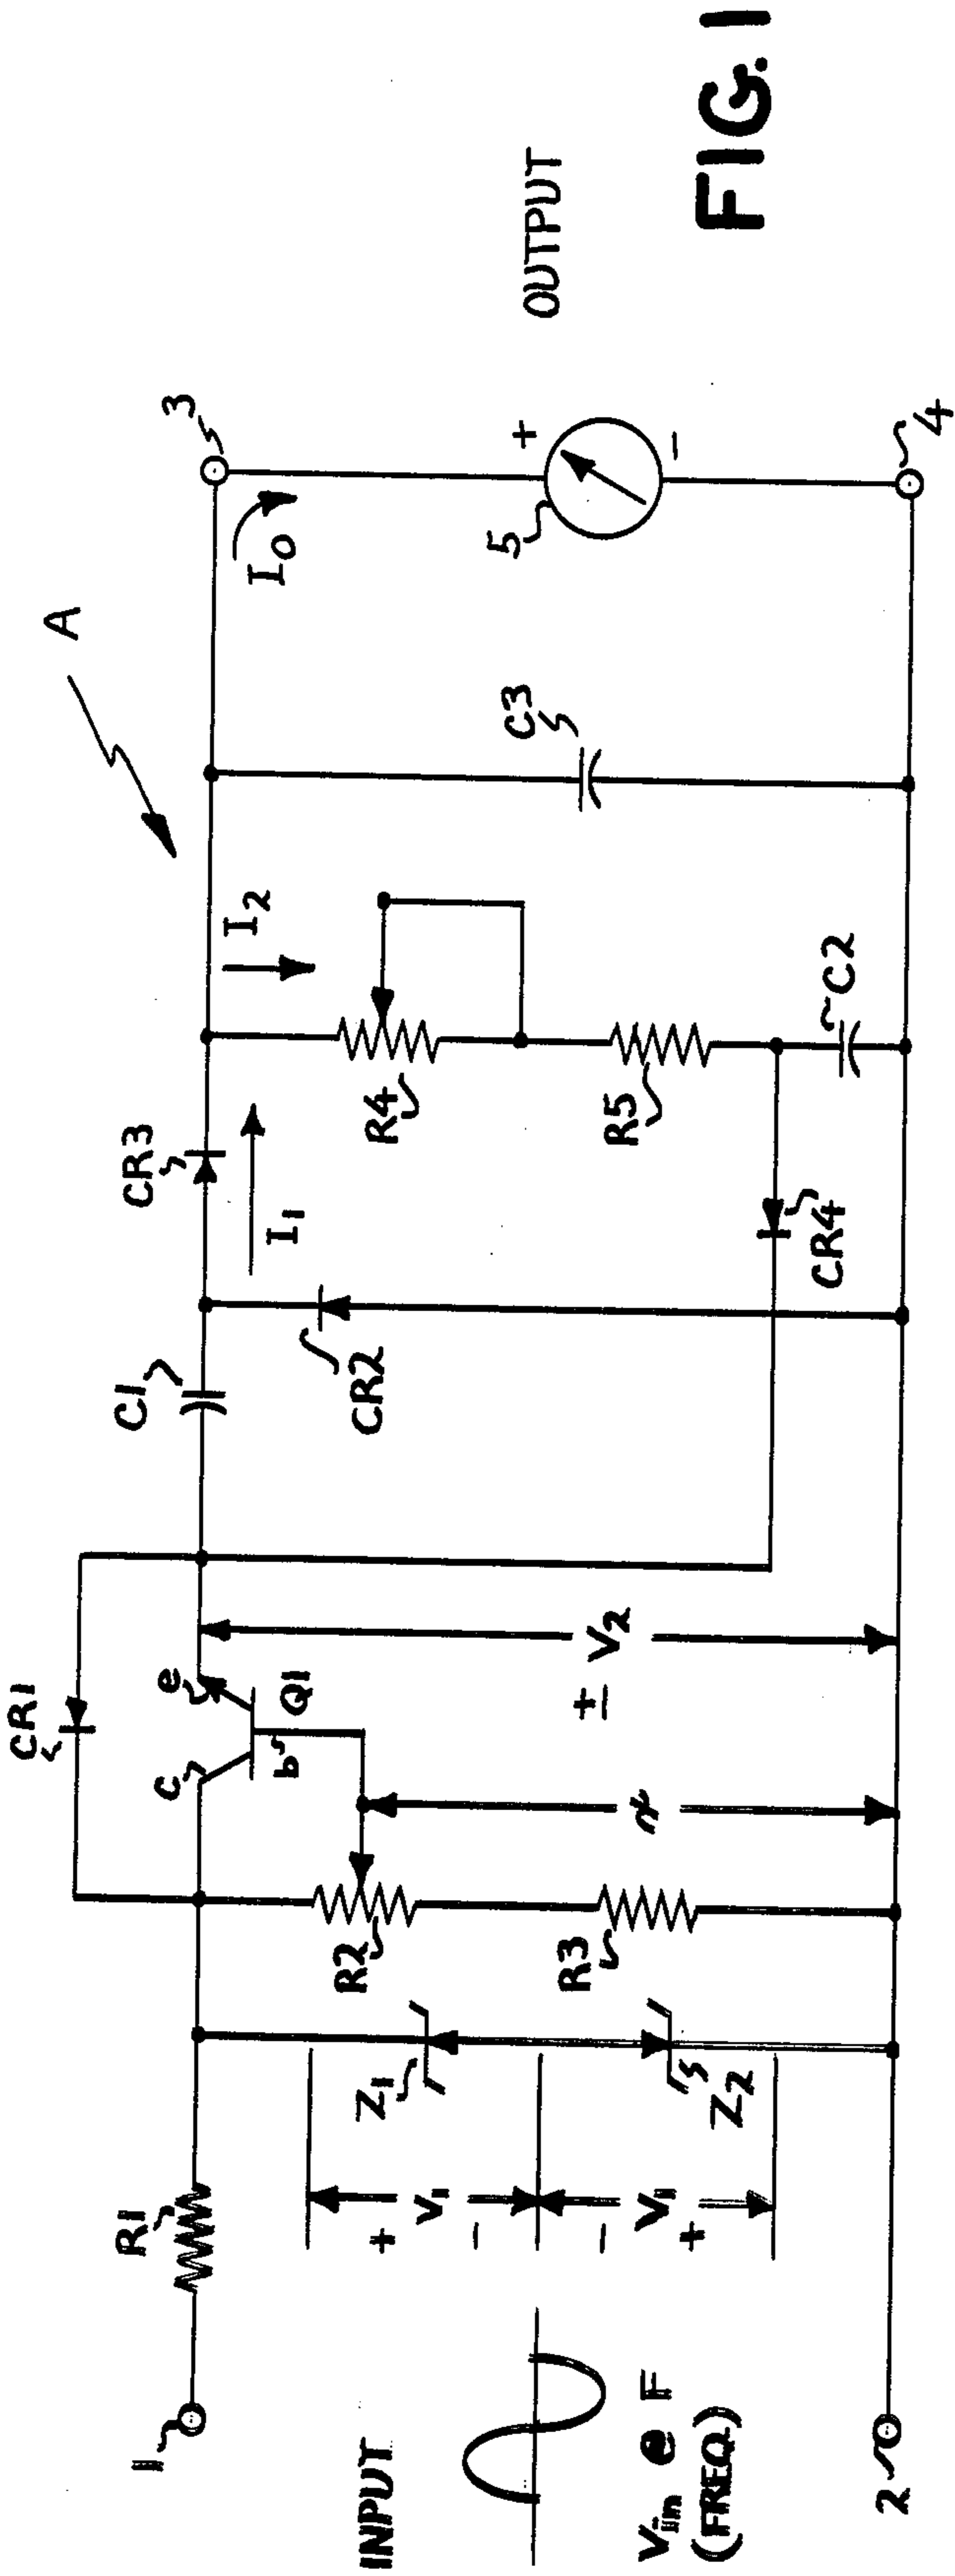 A
3
CR1
C1
CR3
I1
I2
I0
1
R1
c
e
Q1
b
CR2
R4
C3
5
+
−
OUTPUT
INPUT
+
V1
−
−
V1
+
Z1
Z2
R2
R3
±
V2
R5
CR4
C2
Vin @ F
(FREQ.)
2
4
FIG. 1